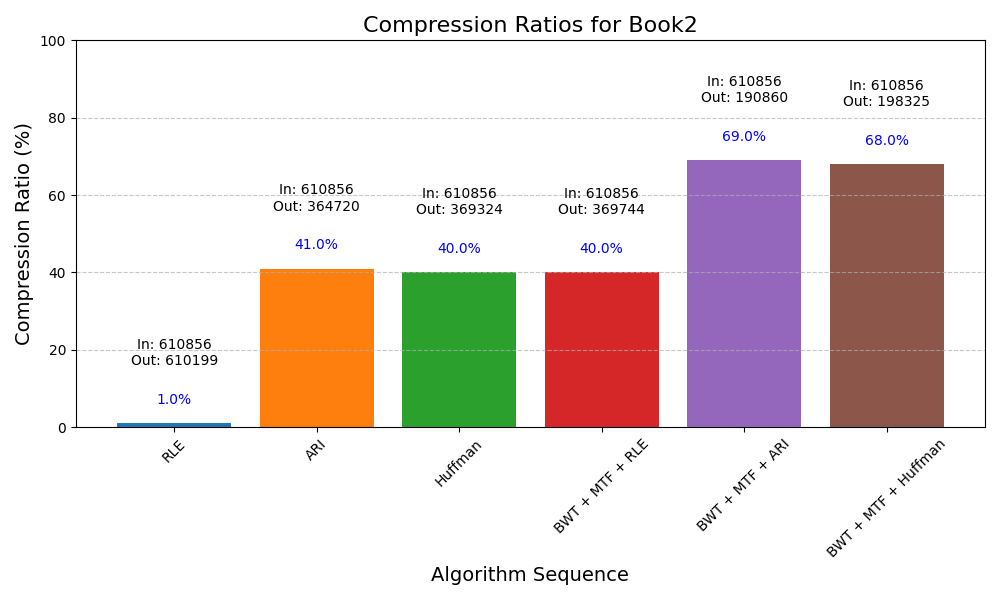 Compression Ratios for Book2
Compression Ratio (%)
100
80
60
40
20
0
In: 610856
Out: 610199
1.0%
In: 610856
Out: 364720
41.0%
In: 610856
Out: 369324
40.0%
In: 610856
Out: 369744
40.0%
In: 610856
Out: 190860
69.0%
In: 610856
Out: 198325
68.0%
RLE
ARI
Huffman
BWT + MTF + RLE
BWT + MTF + ARI
BWT + MTF + Huffman
Algorithm Sequence